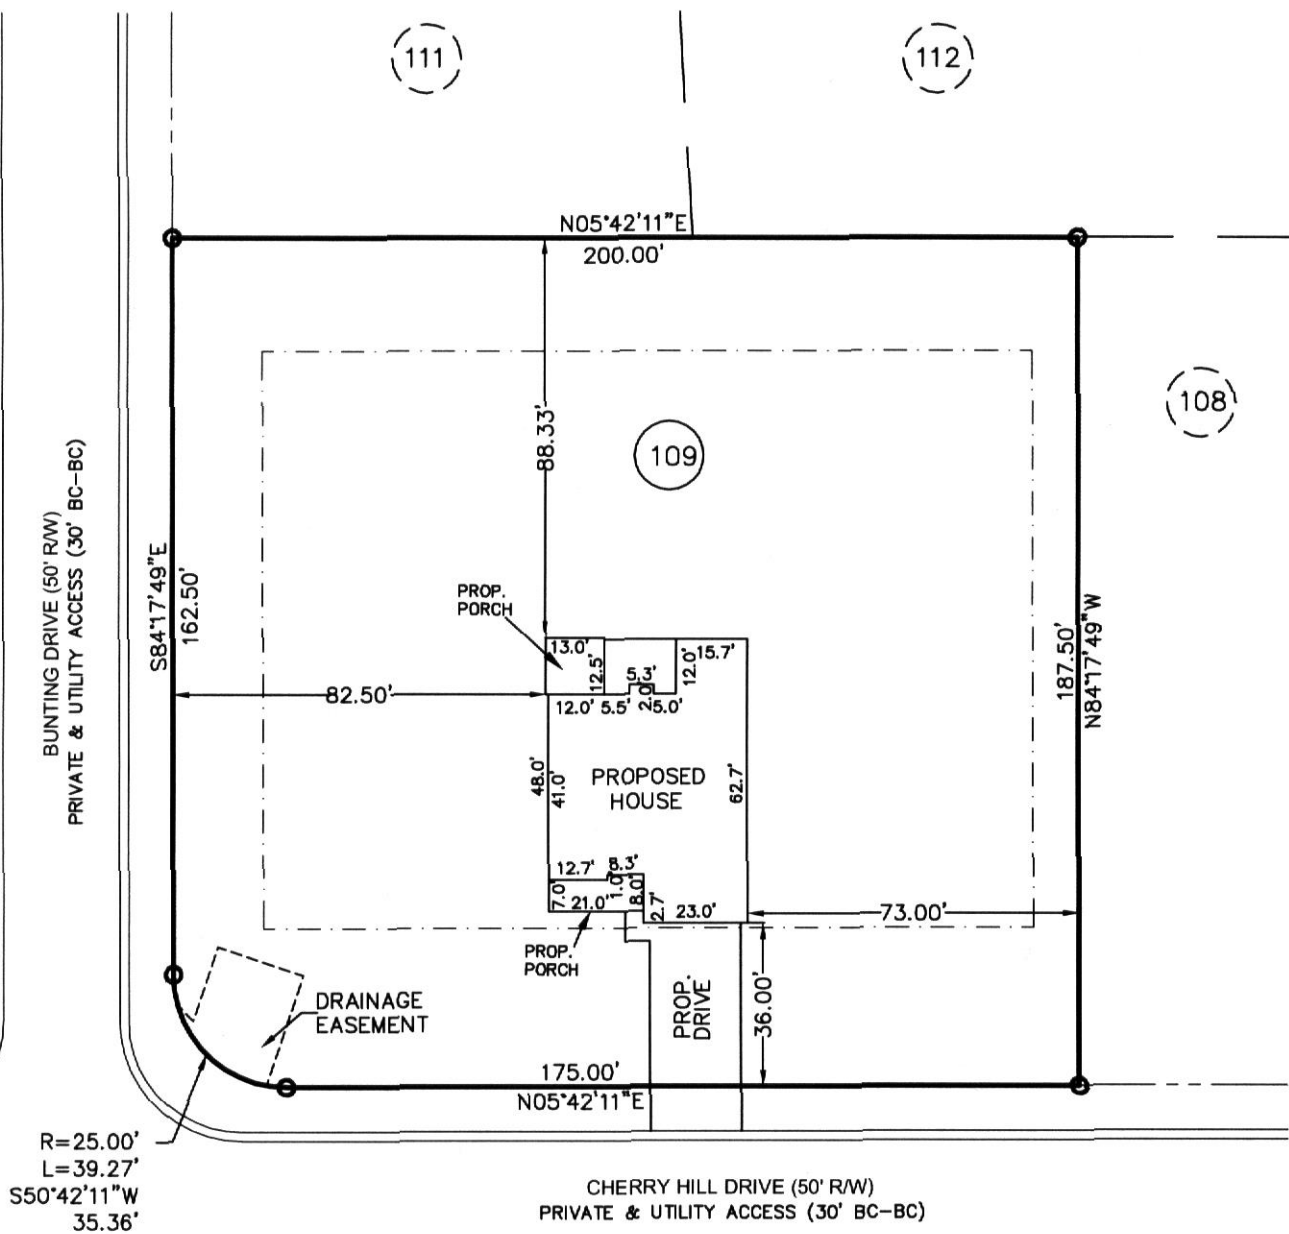 111
112
N05°42'11"E
200.00'
88.33'
109
108
BUNTING DRIVE (50' R/W)
PRIVATE & UTILITY ACCESS (30' BC-BC)
S84°17'49"E
162.50'
187.50'
N84°17'49"W
PROP.
PORCH
13.0'
12.5'
5.3'
12.0'
15.7'
82.50'
12.0'
5.5'
2.0'
5.0'
48.0'
41.0'
PROPOSED
HOUSE
62.7'
12.7'
8.3'
7.0'
21.0'
1.0'
8.0'
2.7'
23.0'
73.00'
PROP.
PORCH
PROP.
DRIVE
36.00'
DRAINAGE
EASEMENT
175.00'
N05°42'11"E
R=25.00'
L=39.27'
S50°42'11"W
35.36'
CHERRY HILL DRIVE (50' R/W)
PRIVATE & UTILITY ACCESS (30' BC-BC)